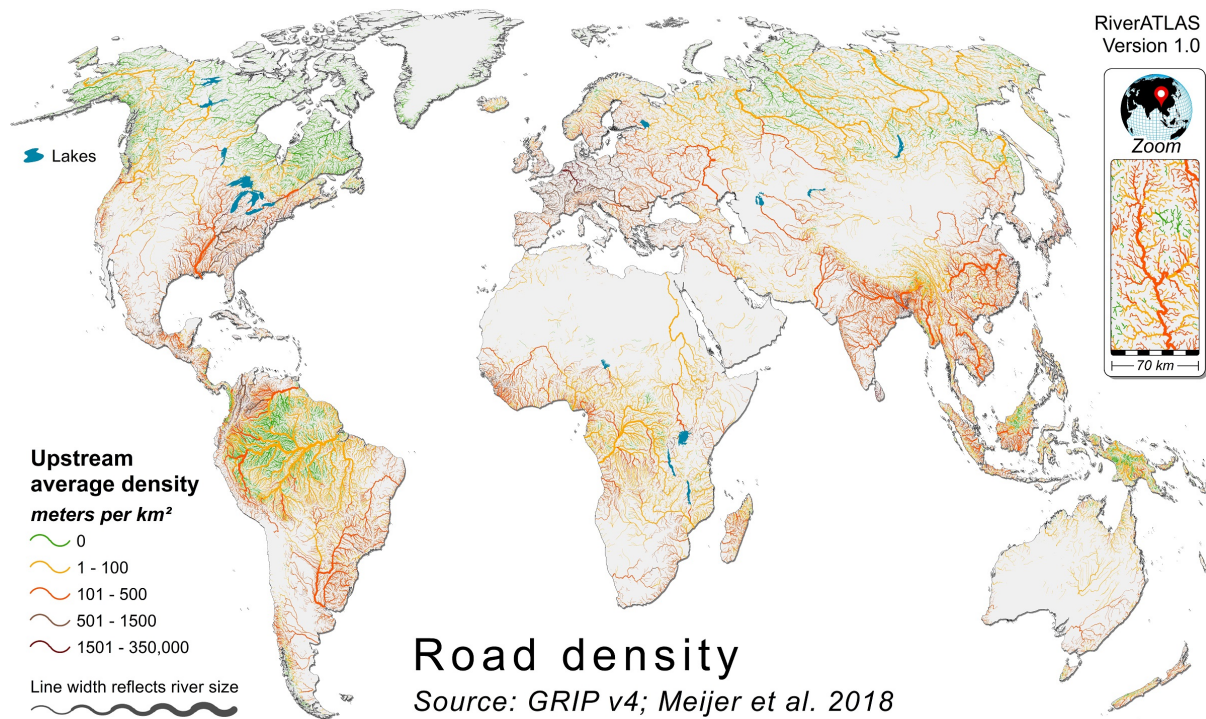 RiverATLAS
Version 1.0
Zoom
70 km
Lakes
Upstream
average density
meters per km²
0
1 - 100
101 - 500
501 - 1500
1501 - 350,000
Line width reflects river size
Road density
Source: GRIP v4; Meijer et al. 2018